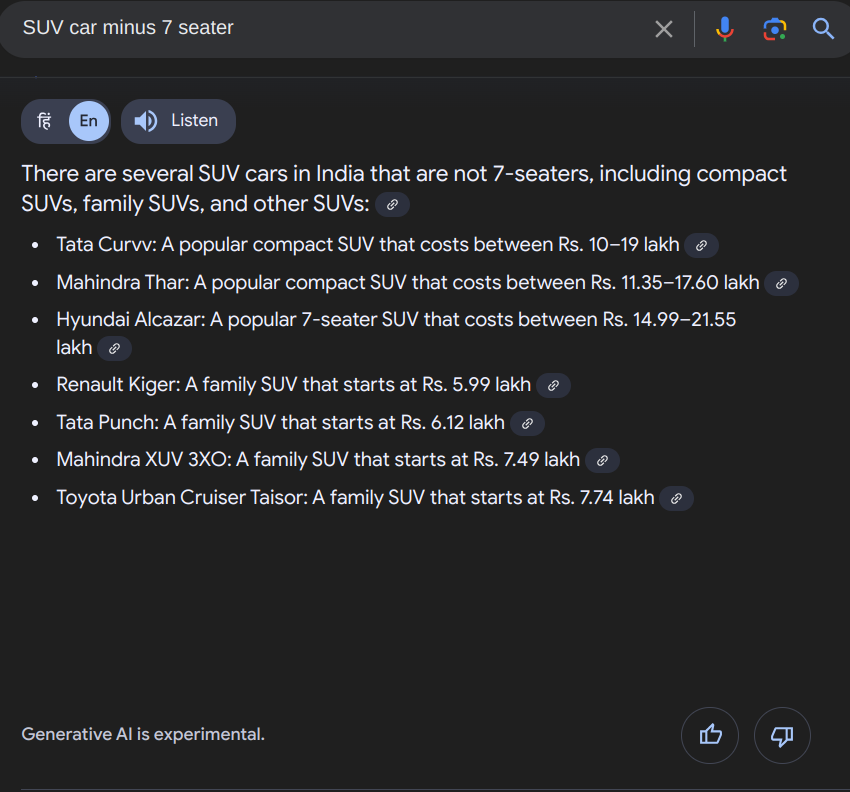 SUV car minus 7 seater
हिं En Listen
There are several SUV cars in India that are not 7-seaters, including compact
SUVs, family SUVs, and other SUVs:
• Tata Curvv: A popular compact SUV that costs between Rs. 10–19 lakh
• Mahindra Thar: A popular compact SUV that costs between Rs. 11.35–17.60 lakh
• Hyundai Alcazar: A popular 7-seater SUV that costs between Rs. 14.99–21.55
lakh
• Renault Kiger: A family SUV that starts at Rs. 5.99 lakh
• Tata Punch: A family SUV that starts at Rs. 6.12 lakh
• Mahindra XUV 3XO: A family SUV that starts at Rs. 7.49 lakh
• Toyota Urban Cruiser Taisor: A family SUV that starts at Rs. 7.74 lakh
Generative AI is experimental.